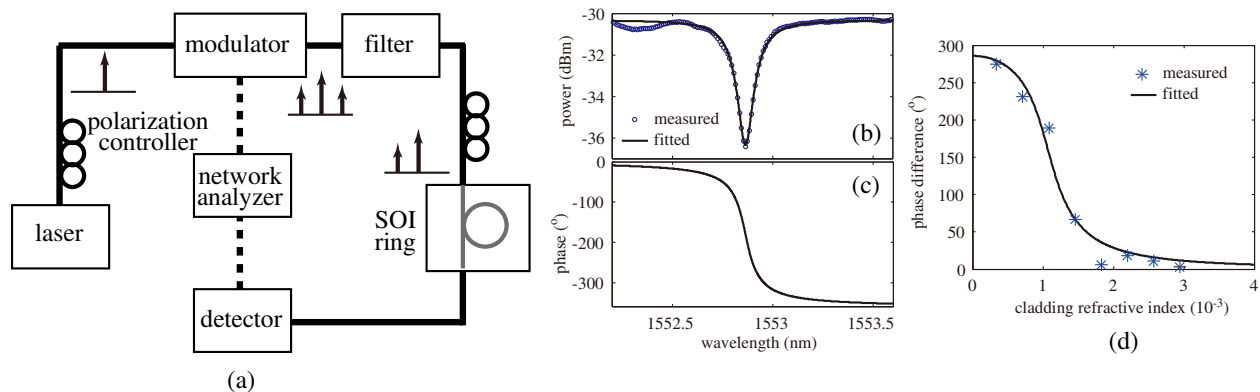 modulator
filter
polarization
controller
network
analyzer
laser
SOI
ring
detector
(a)
-30
-32
-34
-36
power (dBm)
measured
fitted
(b)
0
-100
-200
-300
phase (°)
(c)
1552.5
1553
1553.5
wavelength (nm)
300
250
200
150
100
50
0
phase difference (°)
measured
fitted
0
1
2
3
4
cladding refractive index (10⁻³)
(d)